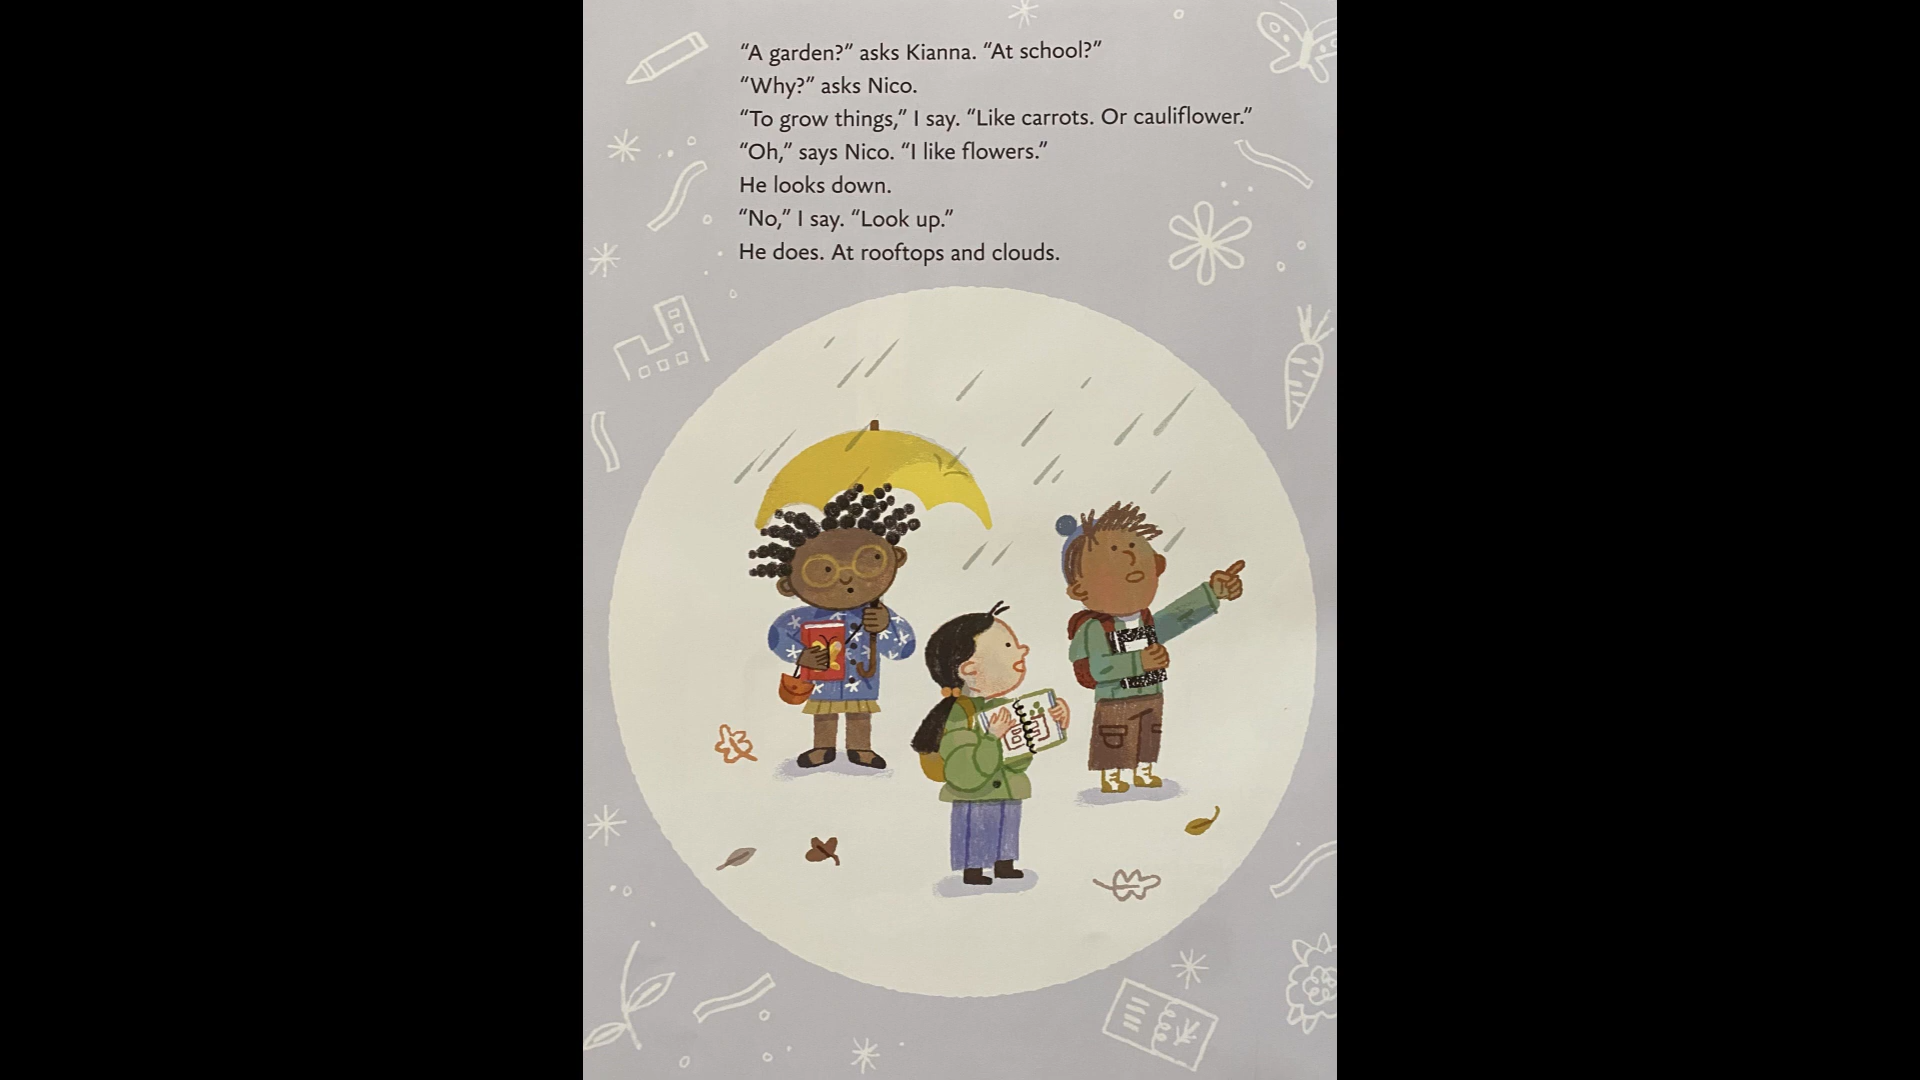 “A garden?” asks Kianna. “At school?”
“Why?” asks Nico.
“To grow things,” I say. “Like carrots. Or cauliflower.”
“Oh,” says Nico. “I like flowers.”
He looks down.
“No,” I say. “Look up.”
He does. At rooftops and clouds.